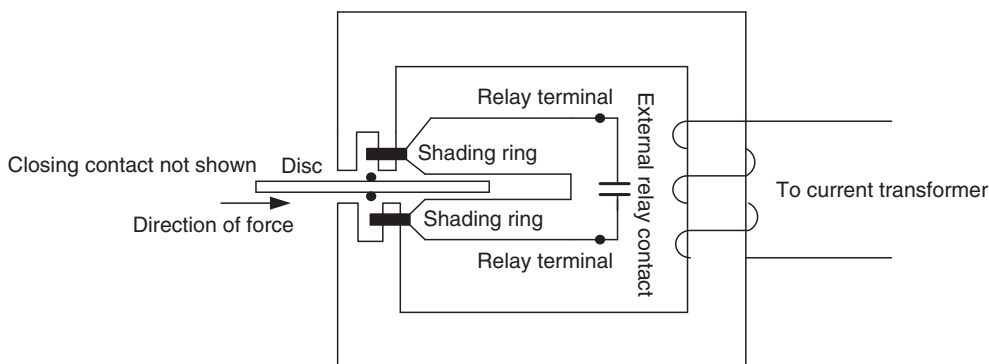 Relay terminal
External relay contact
Closing contact not shown
Disc
Shading ring
To current transformer
Direction of force
Shading ring
Relay terminal